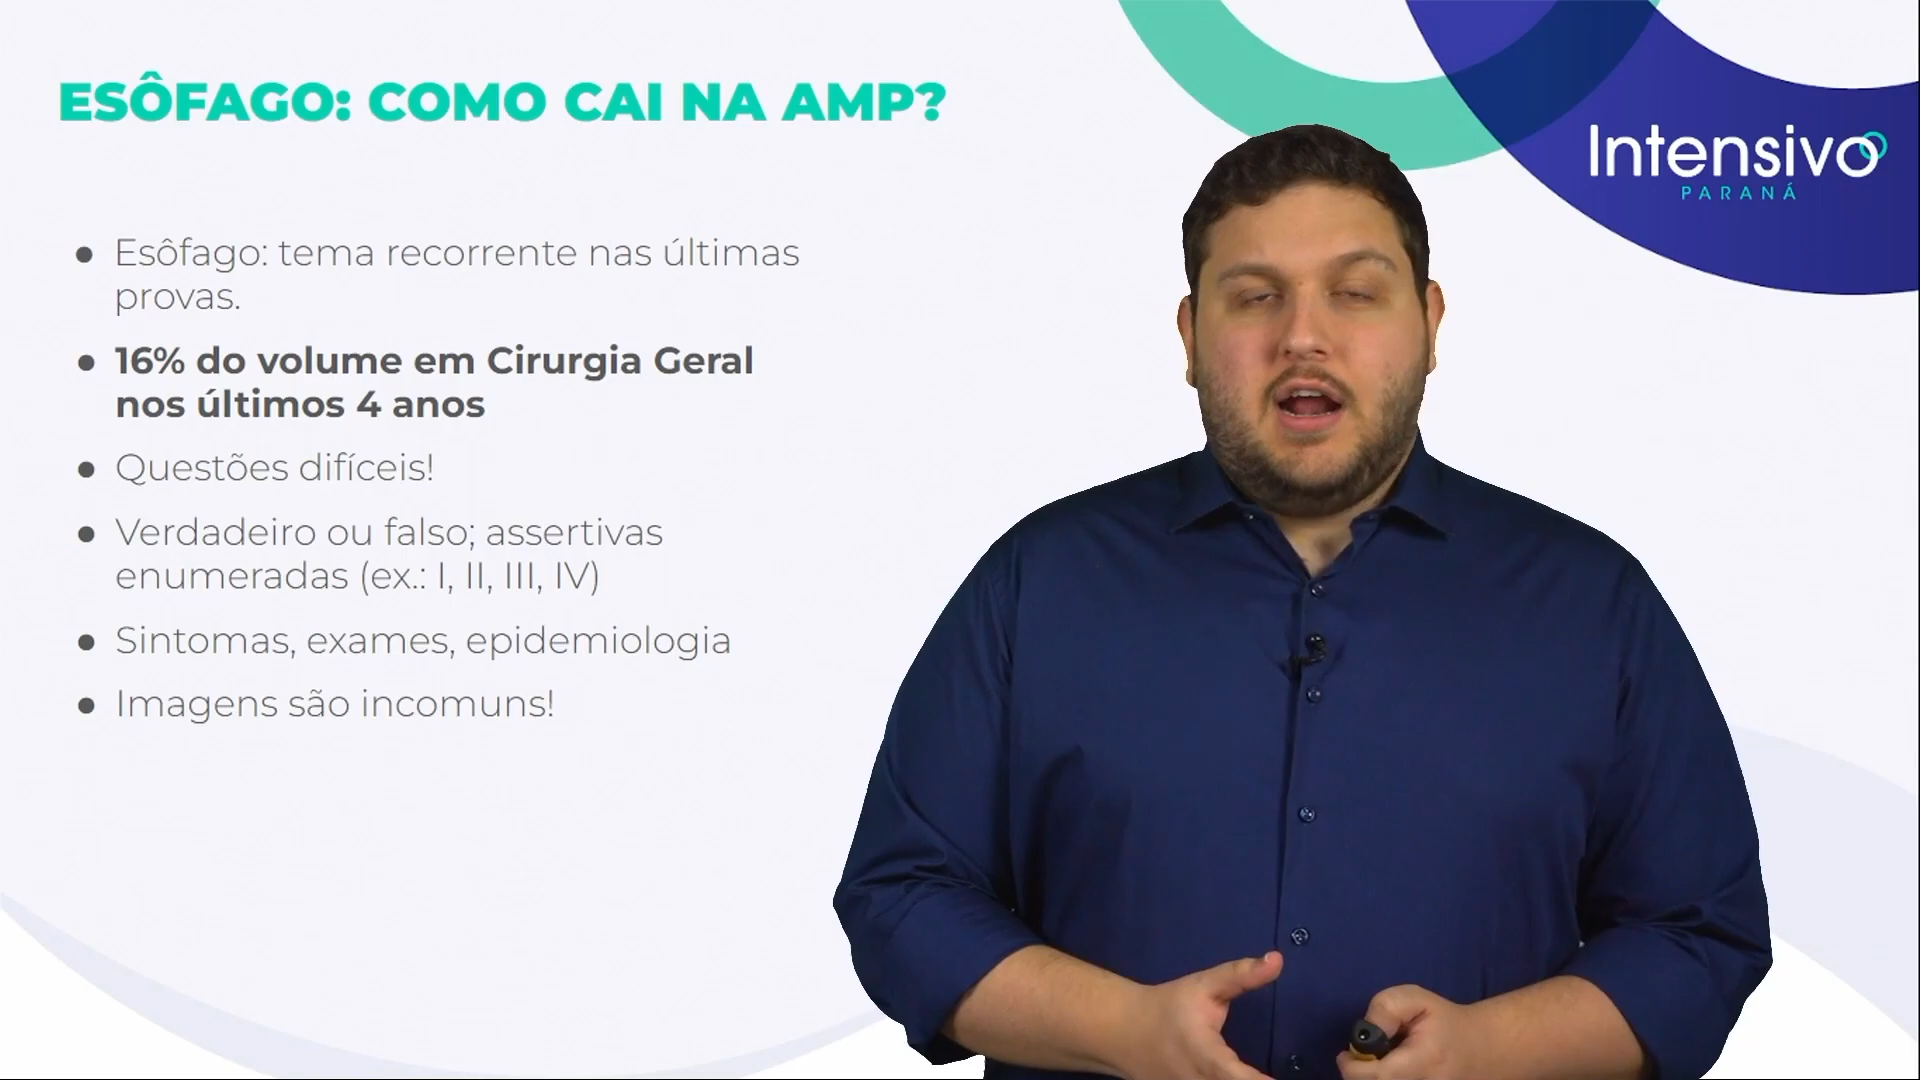 ESÔFAGO: COMO CAI NA AMP?
Intensivo
PARANÁ
● Esôfago: tema recorrente nas últimas
provas.
● 16% do volume em Cirurgia Geral
nos últimos 4 anos
● Questões difíceis!
● Verdadeiro ou falso; assertivas
enumeradas (ex.: I, II, III, IV)
● Sintomas, exames, epidemiologia
● Imagens são incomuns!